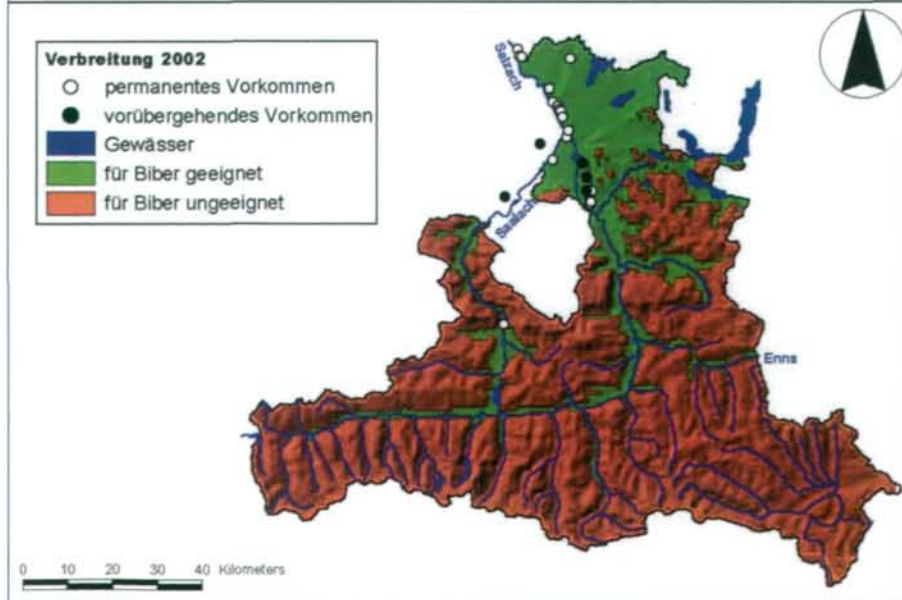 Verbreitung 2002
permanentes Vorkommen
vorübergehendes Vorkommen
Gewässer
für Biber geeignet
für Biber ungeeignet
Salzach
Saalach
Enns
0 10 20 30 40 Kilometers